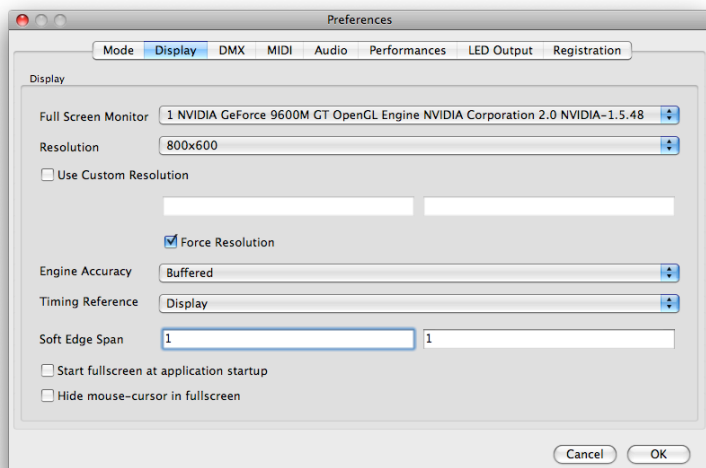 Preferences
Mode Display DMX MIDI Audio Performances LED Output Registration
Display
Full Screen Monitor 1 NVIDIA GeForce 9600M GT OpenGL Engine NVIDIA Corporation 2.0 NVIDIA-1.5.48
Resolution 800x600
Use Custom Resolution
Force Resolution
Engine Accuracy Buffered
Timing Reference Display
Soft Edge Span 1 1
Start fullscreen at application startup
Hide mouse-cursor in fullscreen
Cancel OK